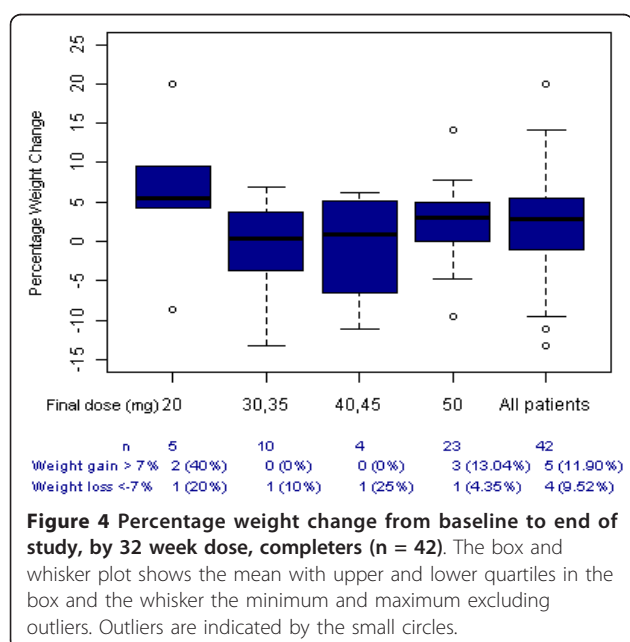 25
20
15
10
5
0
-5
-10
-15
Percentage Weight Change
Final dose (mg) 20 30,35 40,45 50 All patients
n 5 10 4 23 42
Weight gain > 7% 2 (40%) 0 (0%) 0 (0%) 3 (13.04%) 5 (11.90%)
Weight loss <-7% 1 (20%) 1 (10%) 1 (25%) 1 (4.35%) 4 (9.52%)
Figure 4 Percentage weight change from baseline to end of
study, by 32 week dose, completers (n = 42). The box and
whisker plot shows the mean with upper and lower quartiles in the
box and the whisker the minimum and maximum excluding
outliers. Outliers are indicated by the small circles.